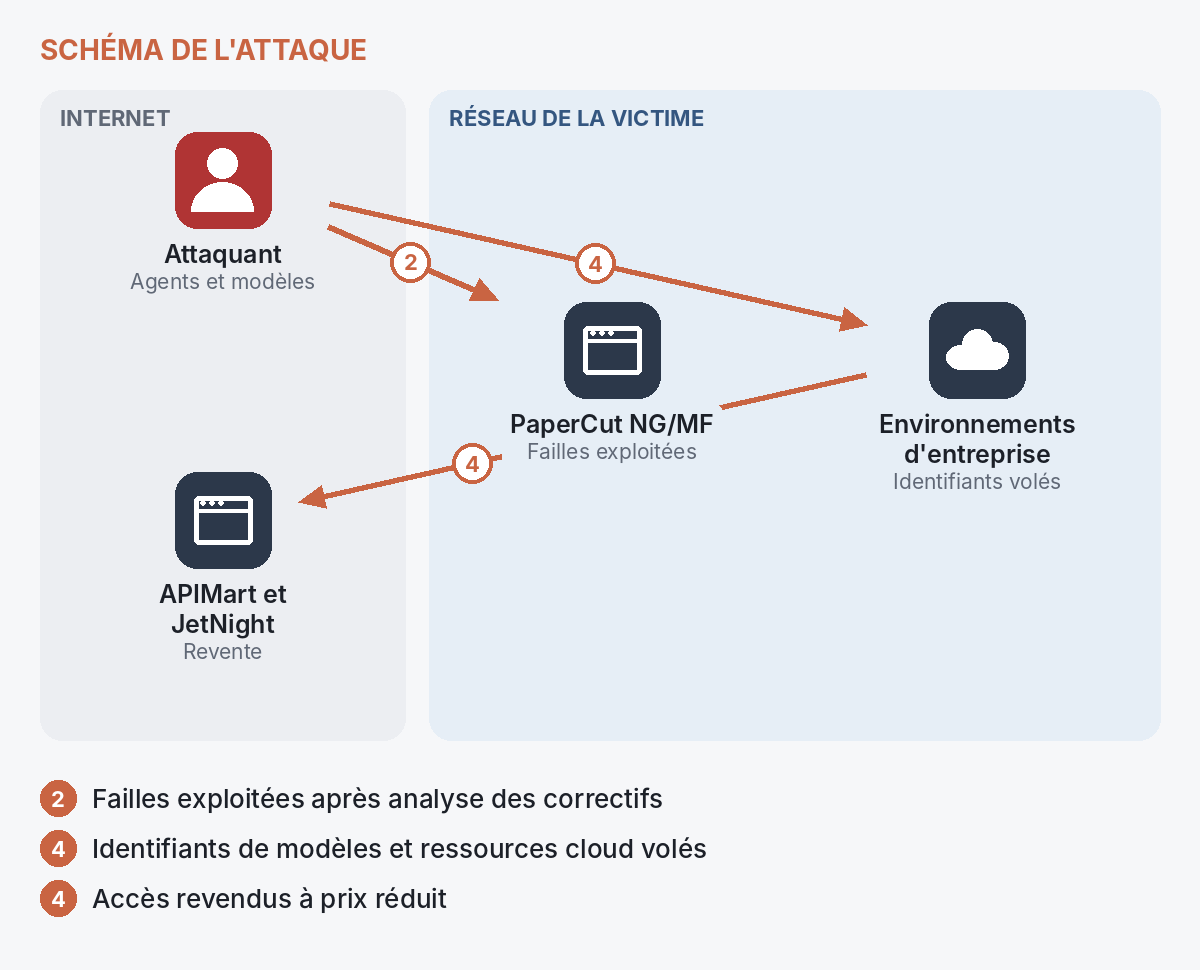 SCHÉMA DE L'ATTAQUE
INTERNET
RÉSEAU DE LA VICTIME
Attaquant
Agents et modèles
2
4
PaperCut NG/MF
Failles exploitées
Environnements
d'entreprise
Identifiants volés
4
APIMart et
JetNight
Revente
2 Failles exploitées après analyse des correctifs
4 Identifiants de modèles et ressources cloud volés
4 Accès revendus à prix réduit